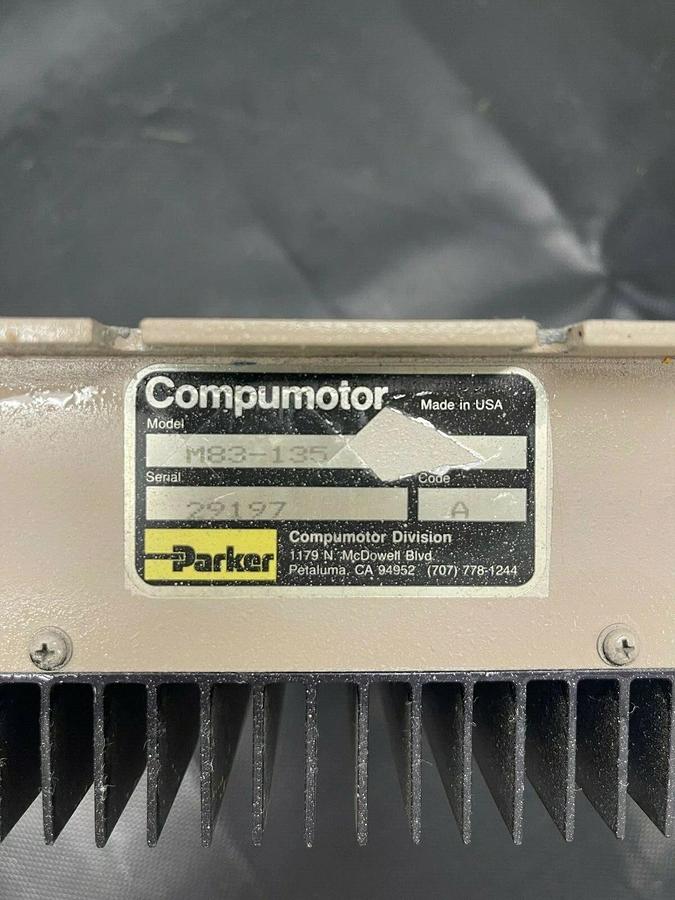 Compumotor Made in USA
Model
M83-135
Serial Code
29197 A
Parker
Compumotor Division
1179 N. McDowell Blvd
Petaluma, CA 94952 (707) 778-1244